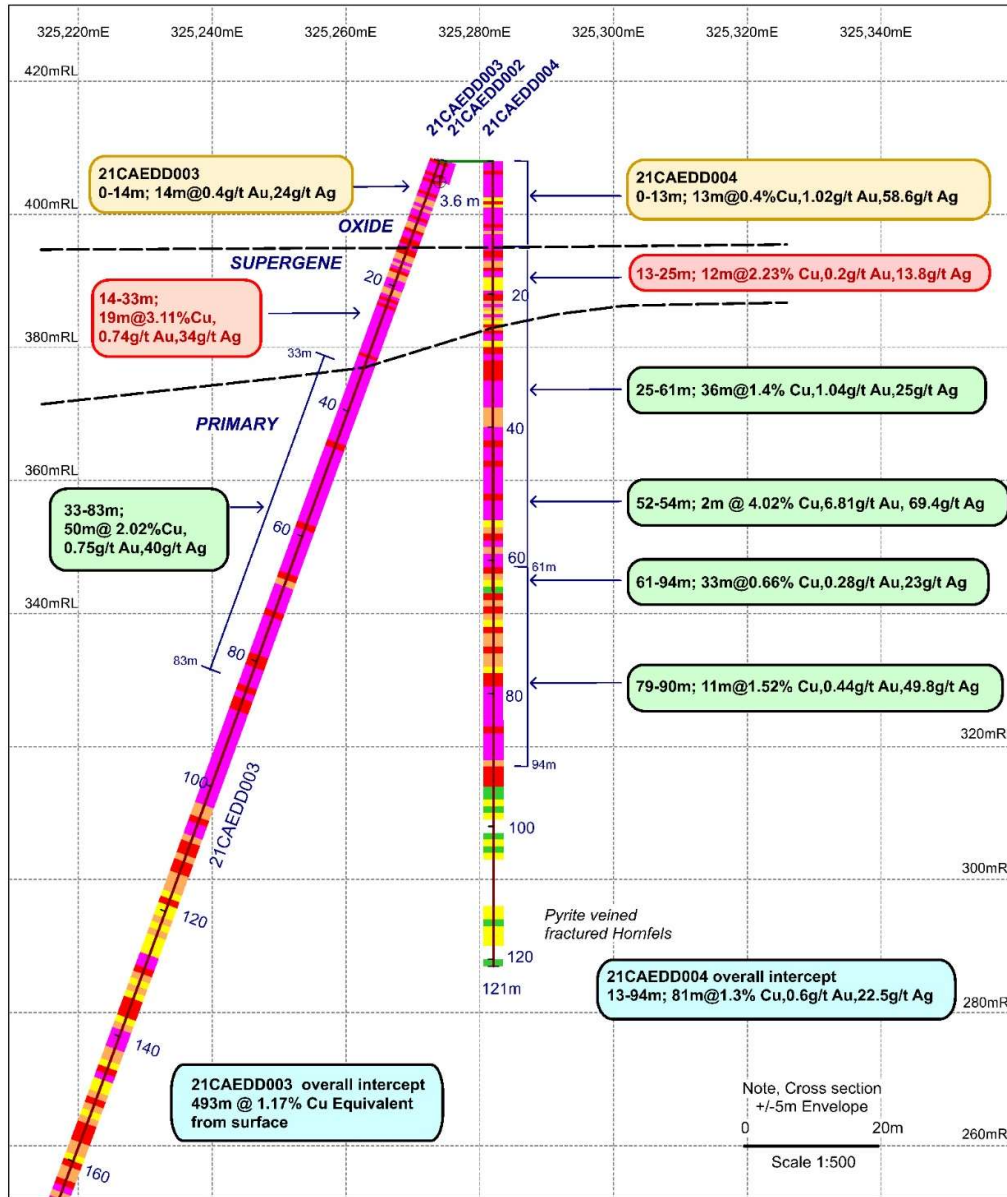 325,220mE 325,240mE 325,260mE 325,280mE 325,300mE 325,320mE 325,340mE
420mRL
21CAEDD003
21CAEDD002
21CAEDD004
21CAEDD003
0-14m; 14m@0.4g/t Au,24g/t Ag
21CAEDD004
0-13m; 13m@0.4%Cu,1.02g/t Au,58.6g/t Ag
3.6 m
400mRL
OXIDE
SUPERGENE
20
20
13-25m; 12m@2.23% Cu,0.2g/t Au,13.8g/t Ag
14-33m;
19m@3.11%Cu,
0.74g/t Au,34g/t Ag
380mRL
33m
25-61m; 36m@1.4% Cu,1.04g/t Au,25g/t Ag
PRIMARY
40
40
360mRL
33-83m;
50m@ 2.02%Cu,
0.75g/t Au,40g/t Ag
52-54m; 2m @ 4.02% Cu,6.81g/t Au, 69.4g/t Ag
60
60
61m
61-94m; 33m@0.66% Cu,0.28g/t Au,23g/t Ag
340mRL
83m
80
80
79-90m; 11m@1.52% Cu,0.44g/t Au,49.8g/t Ag
320mR
94m
100
21CAEDD003
100
300mR
120
Pyrite veined
fractured Hornfels
120
121m
21CAEDD004 overall intercept
13-94m; 81m@1.3% Cu,0.6g/t Au,22.5g/t Ag
280mR
140
21CAEDD003 overall intercept
493m @ 1.17% Cu Equivalent
from surface
Note, Cross section
+/-5m Envelope
0 20m
Scale 1:500
260mR
160